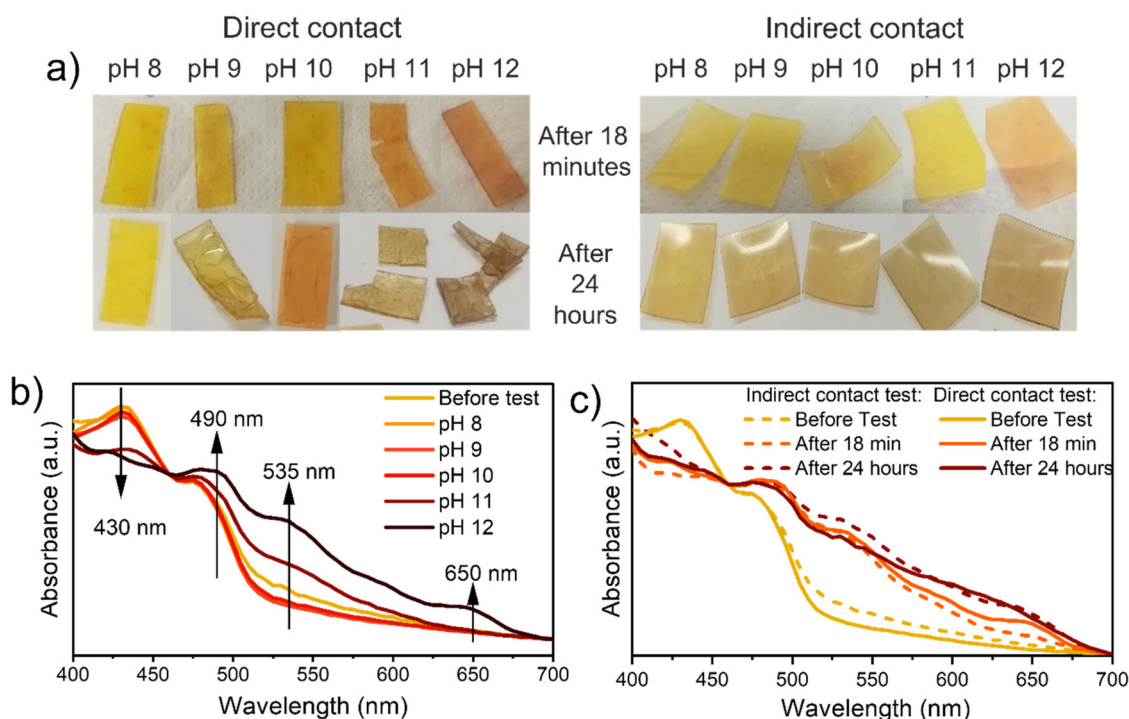 Direct contact
Indirect contact
a)
pH 8 pH 9 pH 10 pH 11 pH 12
pH 8 pH 9 pH 10 pH 11 pH 12
After 18
minutes
After
24
hours
b)
Absorbance (a.u.)
430 nm
490 nm
535 nm
650 nm
Before test
pH 8
pH 9
pH 10
pH 11
pH 12
400 450 500 550 600 650 700
Wavelength (nm)
c)
Absorbance (a.u.)
Indirect contact test: Direct contact test:
Before Test Before Test
After 18 min After 18 min
After 24 hours After 24 hours
400 450 500 550 600 650 700
Wavelength (nm)